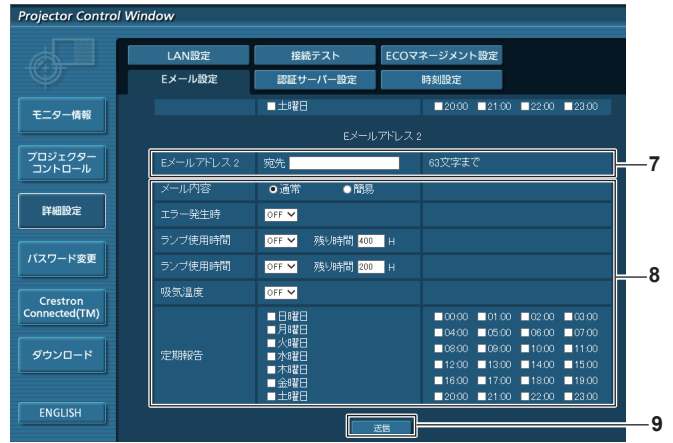 Projector Control Window
LAN設定
接続テスト
ECOマネージメント設定
Eメール設定
認証サーバー設定
時刻設定
モニター情報
プロジェクター
コントロール
詳細設定
パスワード変更
Crestron
Connected(TM)
ダウンロード
ENGLISH
土曜日 20:00 21:00 22:00 23:00
Eメールアドレス 2
Eメールアドレス 2 宛先 63文字まで 7
メール内容 通常 簡易
エラー発生時 OFF
ランプ使用時間 OFF 残り時間 400 H
ランプ使用時間 OFF 残り時間 200 H
8
吸気温度 OFF
定期報告
日曜日 00:00 01:00 02:00 03:00
月曜日 04:00 05:00 06:00 07:00
火曜日 08:00 09:00 10:00 11:00
水曜日 12:00 13:00 14:00 15:00
木曜日 16:00 17:00 18:00 19:00
金曜日 20:00 21:00 22:00 23:00
土曜日
送信 9